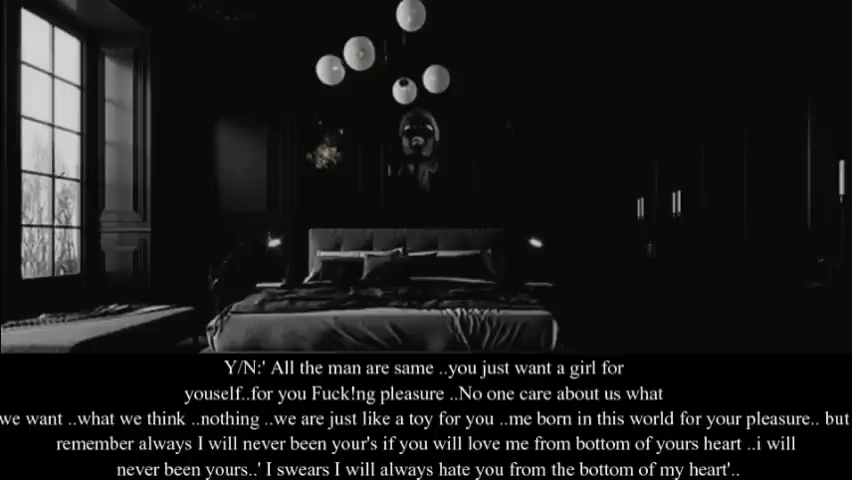 Y/N:' All the man are same ..you just want a girl for
youself..for you Fuck!ng pleasure ..No one care about us what
we want ..what we think ..nothing ..we are just like a toy for you ..me born in this world for your pleasure.. but
remember always I will never been your's if you will love me from bottom of yours heart ..i will
never been yours..' I swears I will always hate you from the bottom of my heart'..